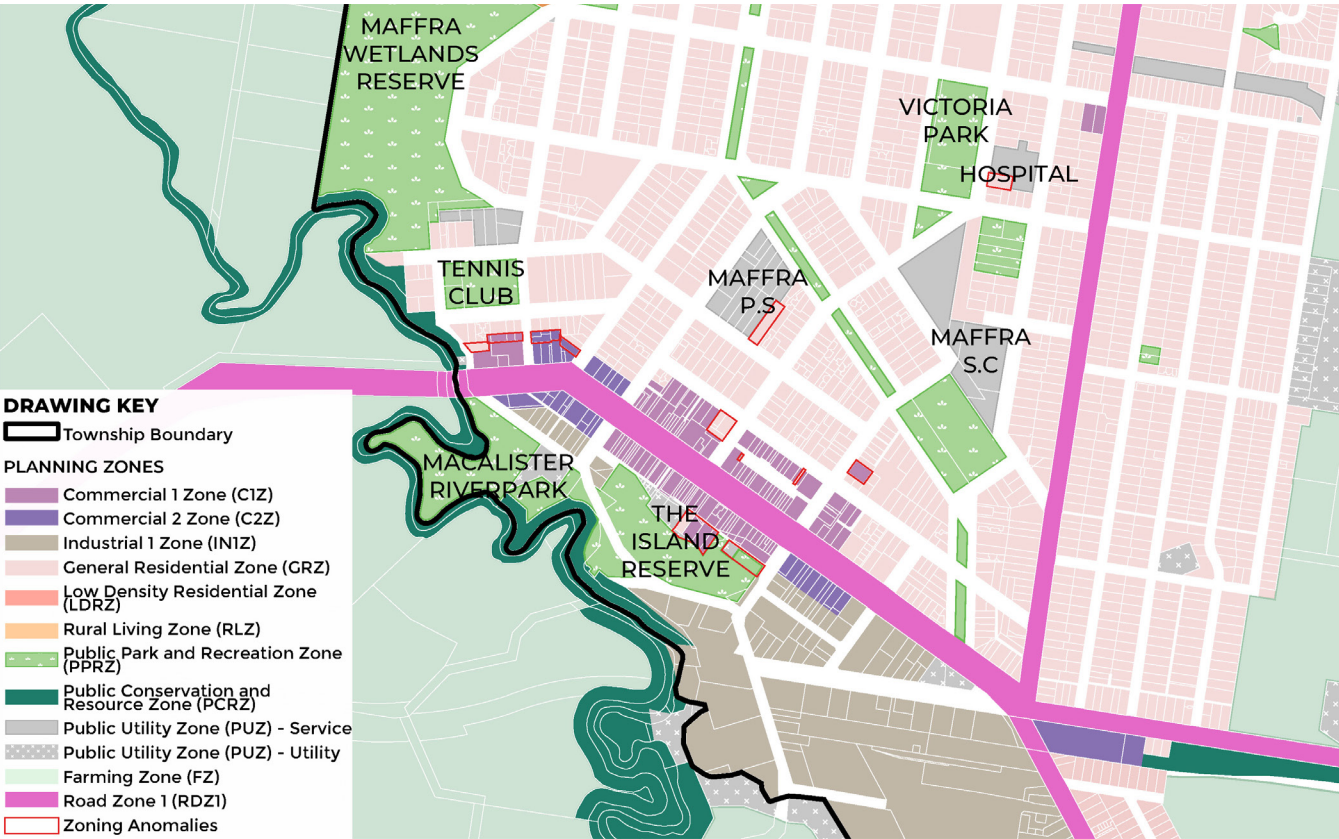 MAFFRA
WETLANDS
RESERVE
VICTORIA
PARK
HOSPITAL
TENNIS
CLUB
MAFFRA
P.S
MAFFRA
S.C
MACALISTER
RIVERPARK
THE
ISLAND
RESERVE
DRAWING KEY
Township Boundary
PLANNING ZONES
Commercial 1 Zone (C1Z)
Commercial 2 Zone (C2Z)
Industrial 1 Zone (IN1Z)
General Residential Zone (GRZ)
Low Density Residential Zone
(LDRZ)
Rural Living Zone (RLZ)
Public Park and Recreation Zone
(PPRZ)
Public Conservation and
Resource Zone (PCRZ)
Public Utility Zone (PUZ) - Service
Public Utility Zone (PUZ) - Utility
Farming Zone (FZ)
Road Zone 1 (RDZ1)
Zoning Anomalies